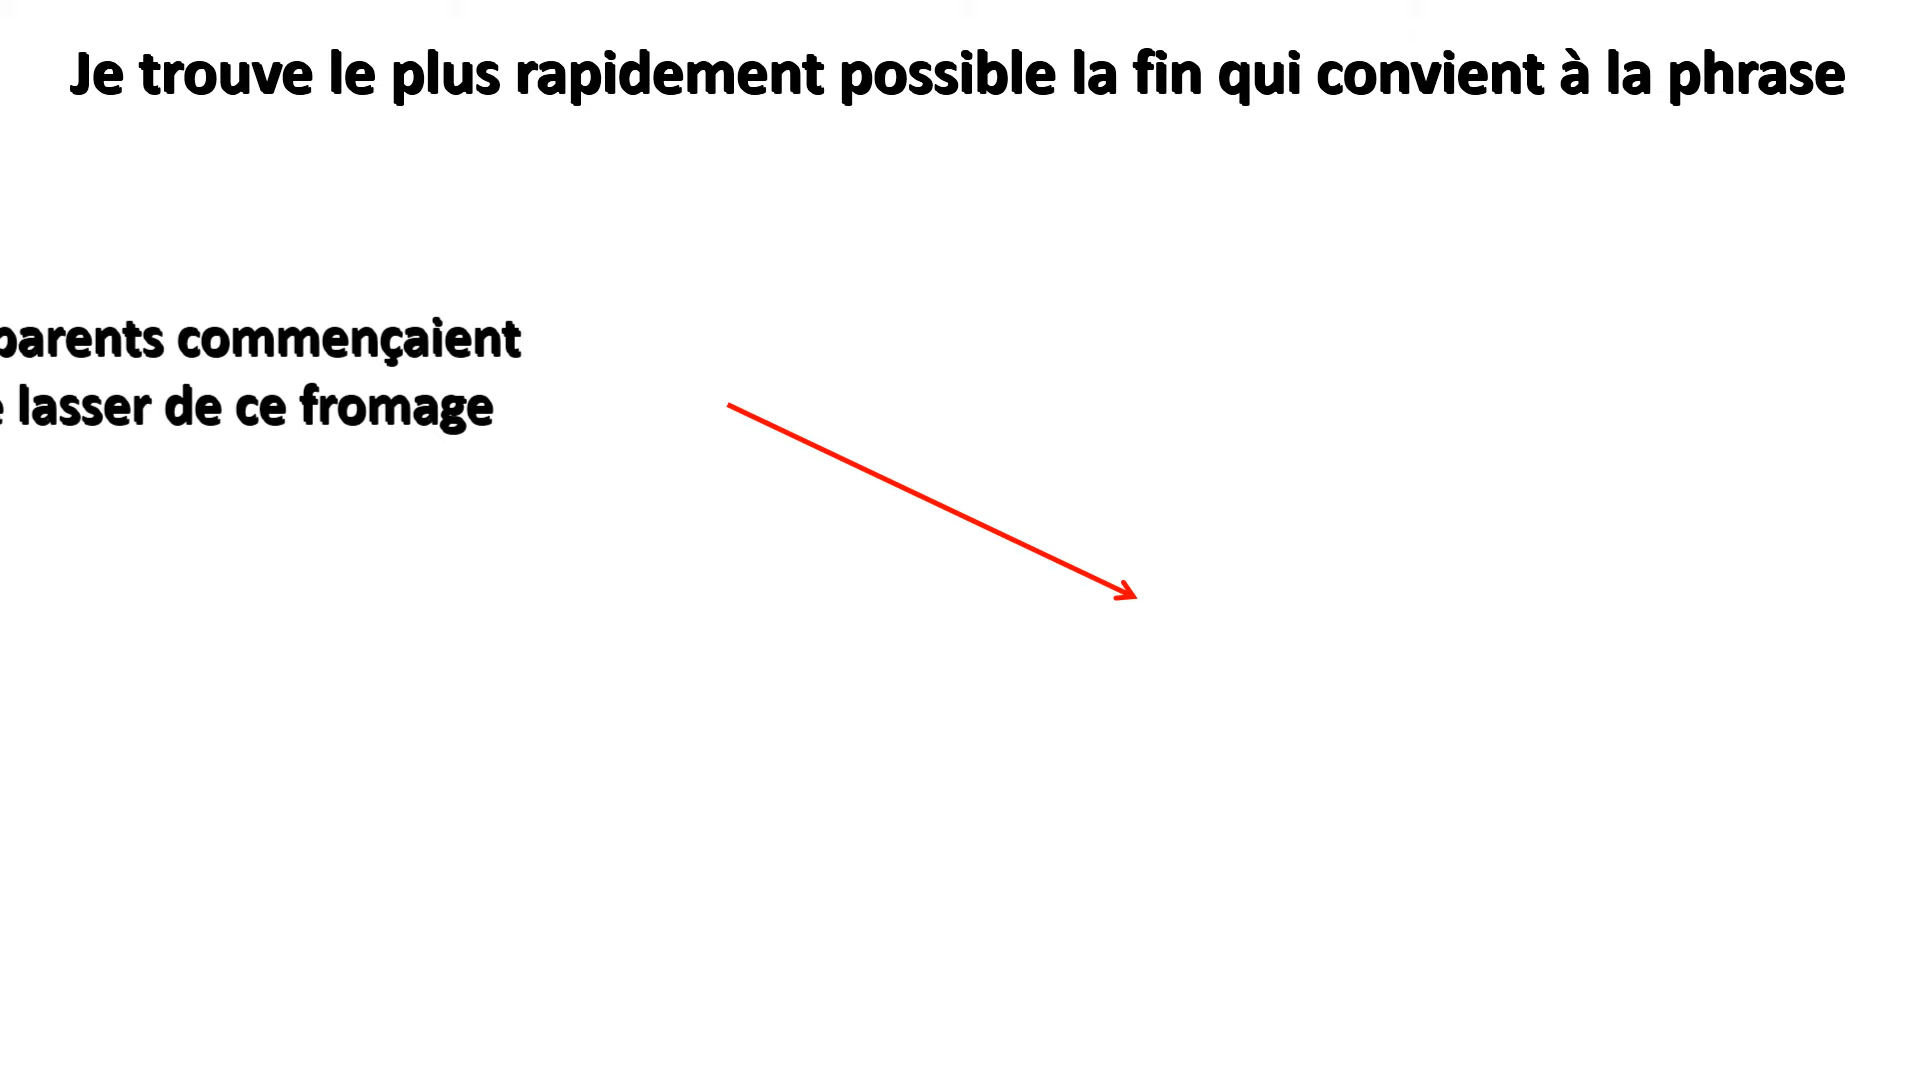 Je trouve le plus rapidement possible la fin qui convient à la phrase
parents commençaient
lasser de ce fromage